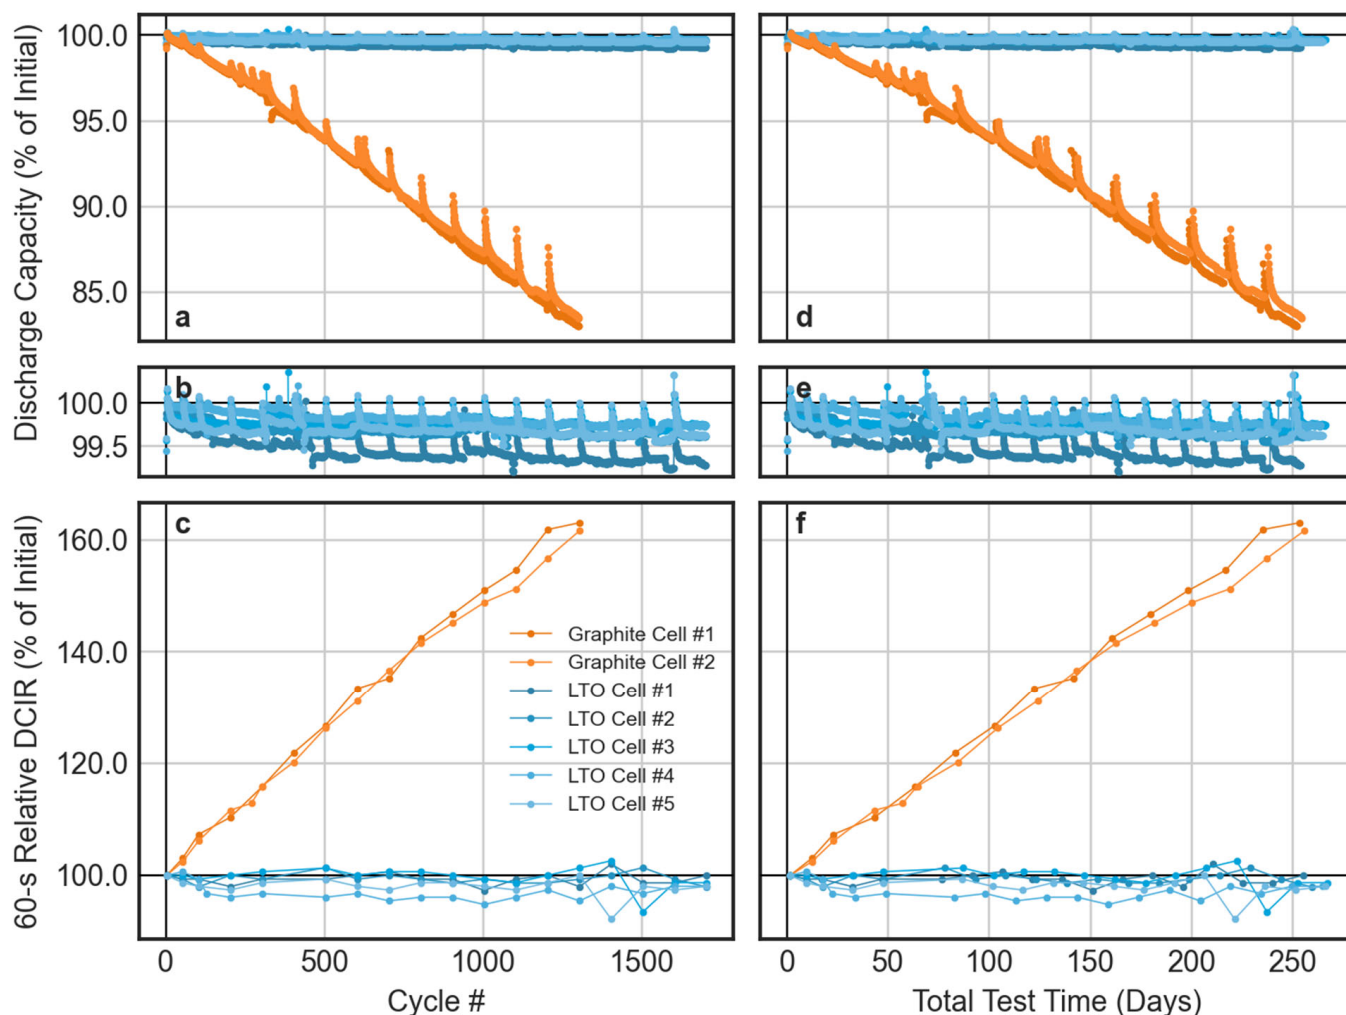 Discharge Capacity (% of Initial)
100.0
95.0
90.0
85.0
a
d
100.0
99.5
b
e
60-s Relative DCIR (% of Initial)
160.0
140.0
120.0
100.0
c
f
Graphite Cell #1
Graphite Cell #2
LTO Cell #1
LTO Cell #2
LTO Cell #3
LTO Cell #4
LTO Cell #5
0 500 1000 1500
0 50 100 150 200 250
Cycle #
Total Test Time (Days)